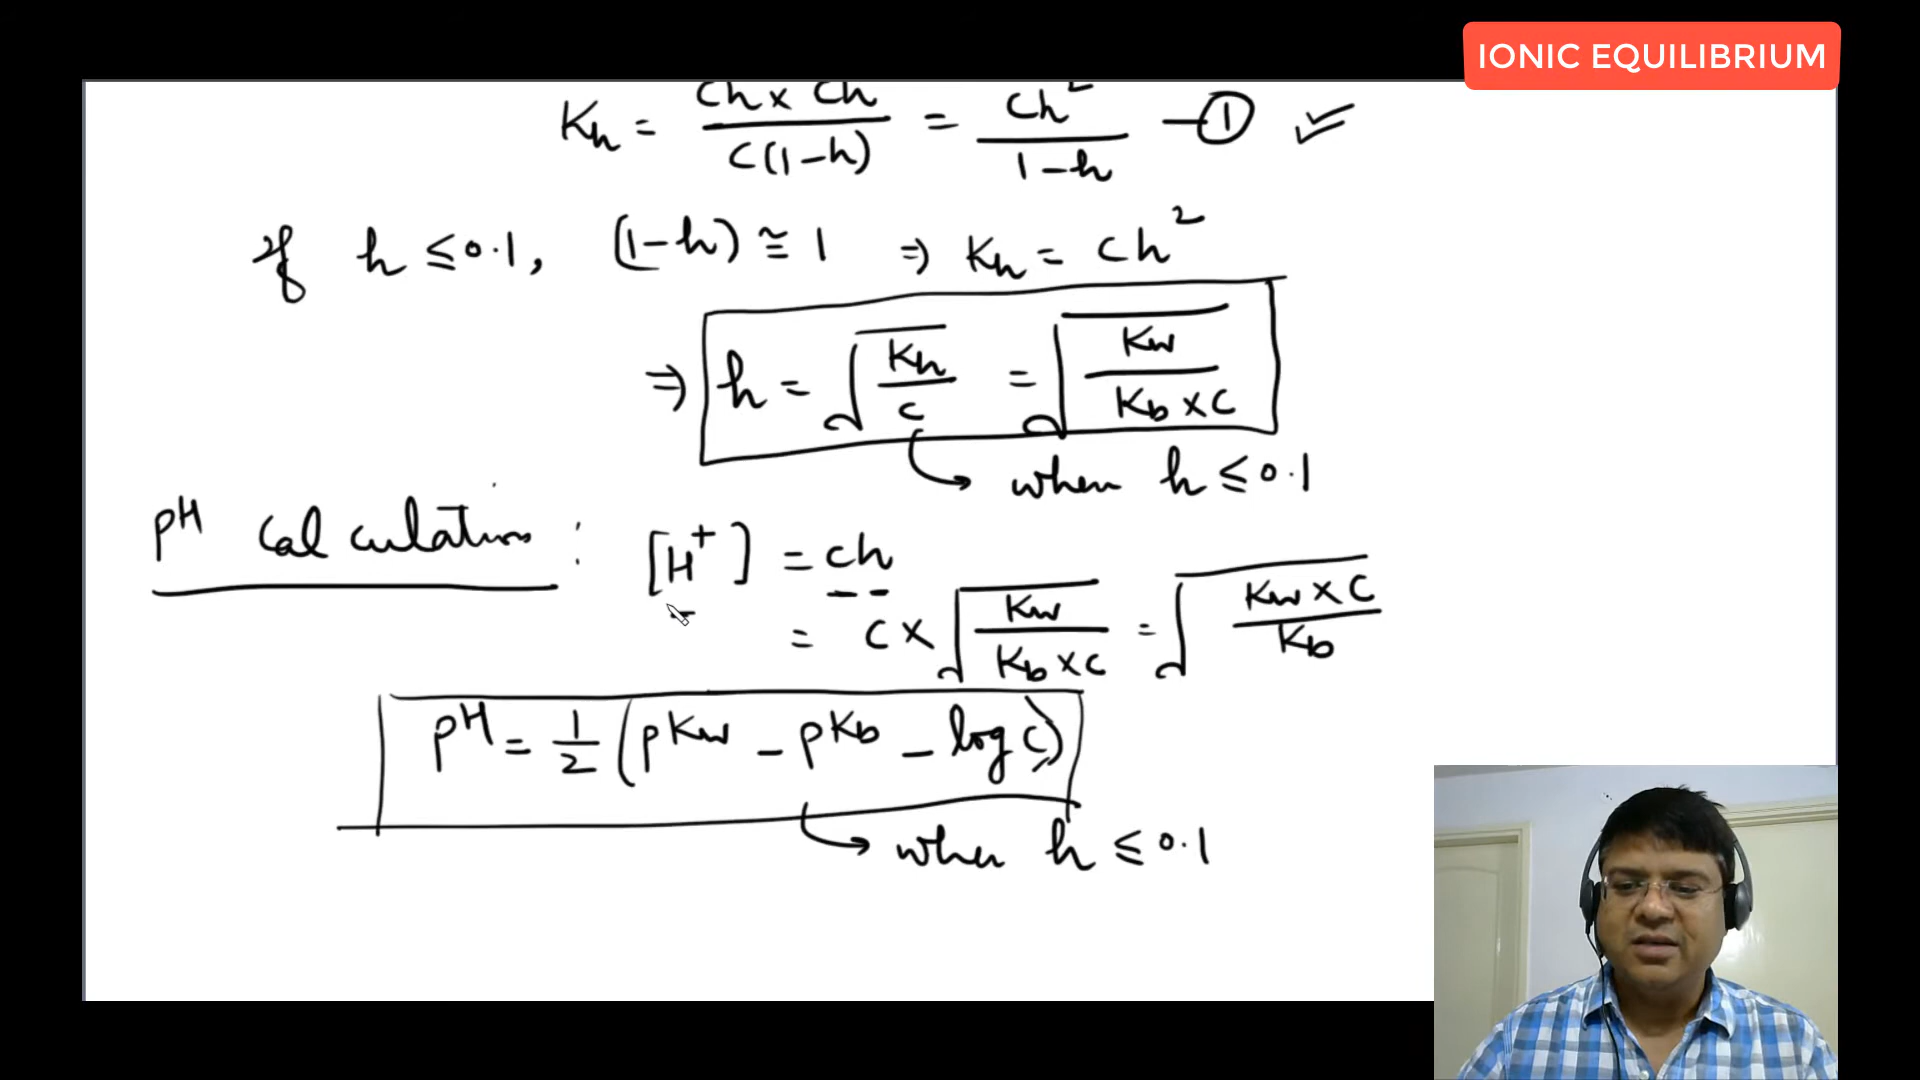 IONIC EQUILIBRIUM
Kh = Ch x Ch / C(1-h) = Ch² / 1-h —① ✓
if h ≤ 0.1, (1-h) ≅ 1 ⇒ Kh = Ch²
⇒ h = √(Kh / C) = √(Kw / Kb x C)
when h ≤ 0.1
pH Calculation : [H⁺] = ch
= C x √(Kw / Kb x C) = √(Kw x C / Kb)
pH = 1/2 (pKw - pKb - log C)
when h ≤ 0.1